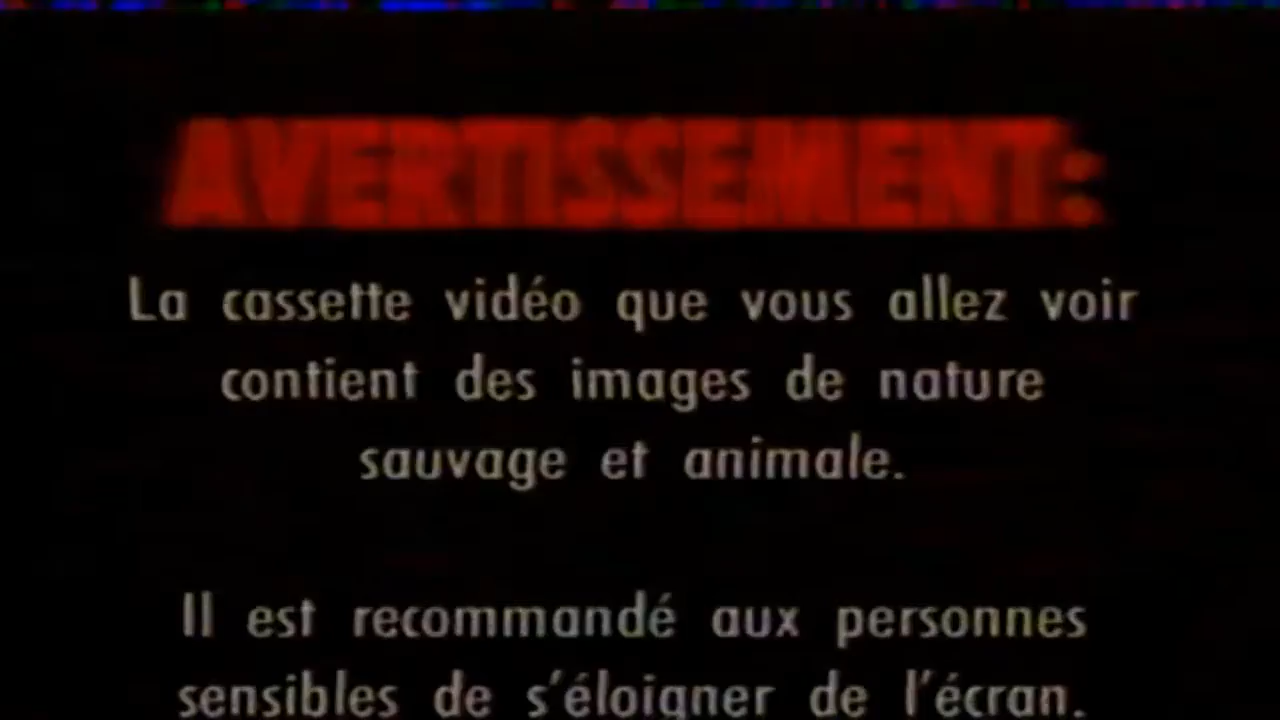 AVERTISSEMENT:
La cassette vidéo que vous allez voir
contient des images de nature
sauvage et animale.
Il est recommandé aux personnes
sensibles de s'éloigner de l'écran.